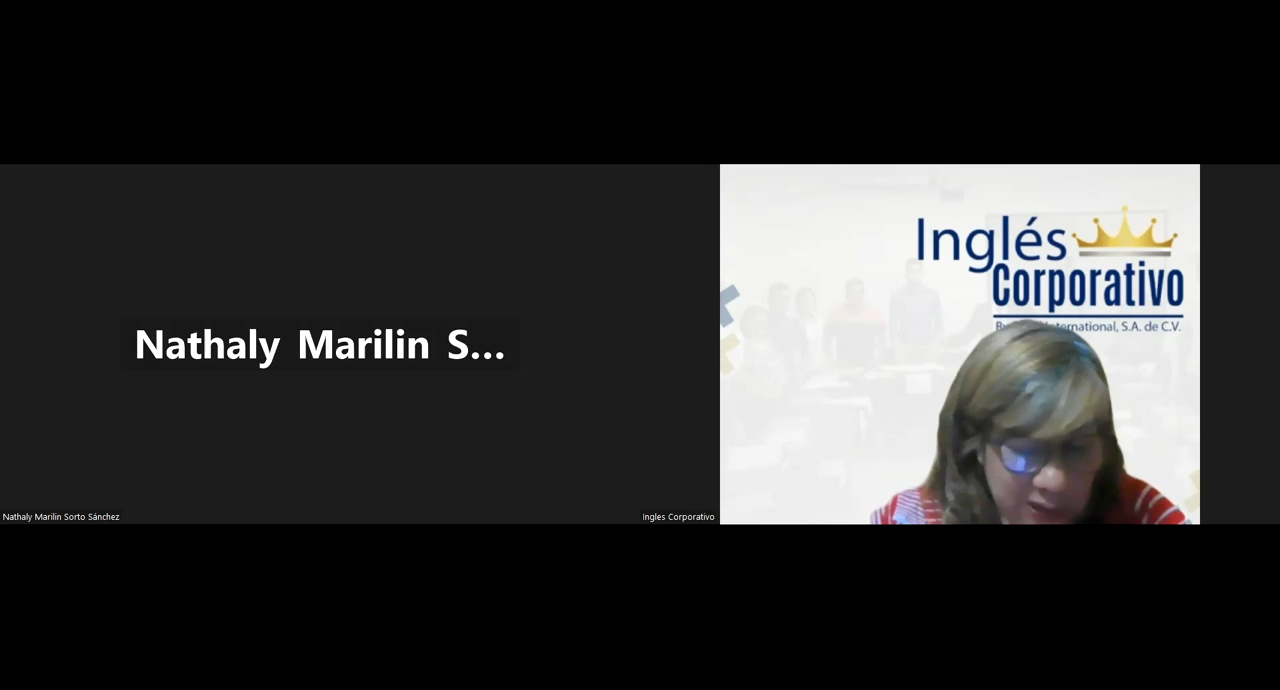 Nathaly Marilin S...
Nathaly Marilin Sorto Sánchez
Ingles Corporativo
Inglés
Corporativo
International, S.A. de C.V.